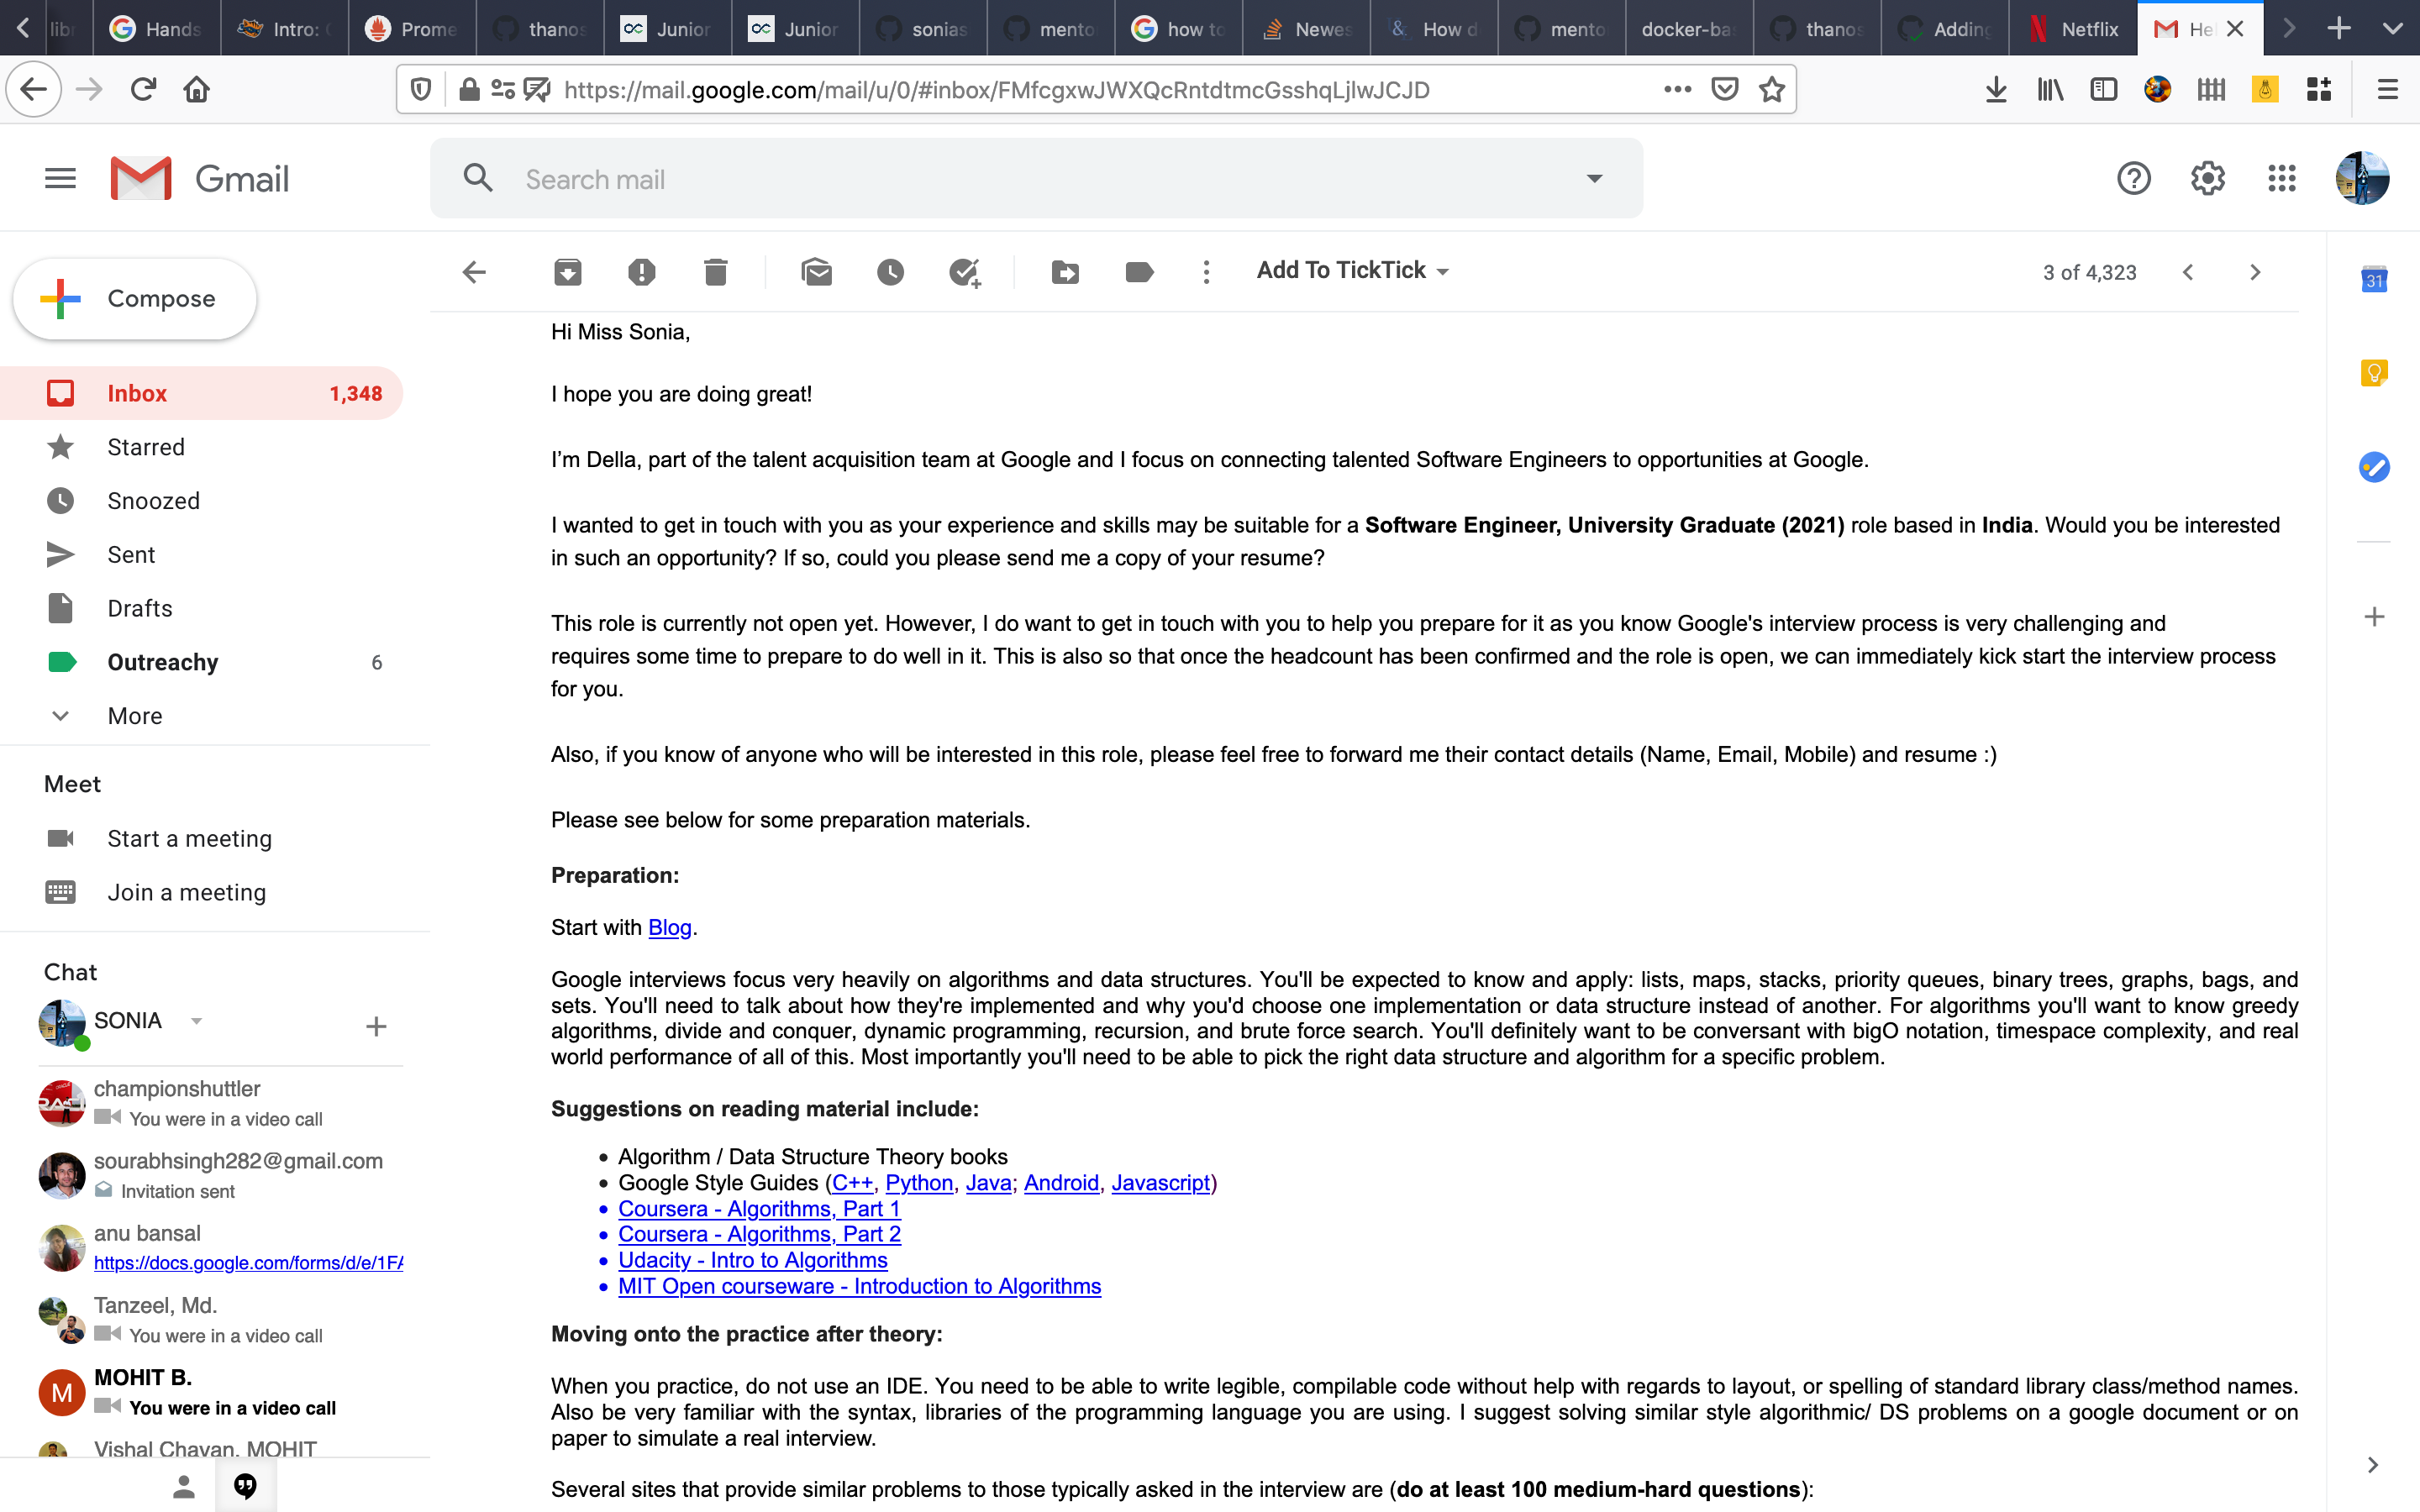 Hands
Intro:
Prome
thanos
Junior
Junior
sonias
mento
how to
Newes
How d
mento
docker-ba
thanos
Adding
Netflix
He
https://mail.google.com/mail/u/0/#inbox/FMfcgxwJWXQcRntdtmcGsshqLjlwJCJD
Gmail
Search mail
Compose
Add To TickTick
3 of 4,323
31
Inbox 1,348
Starred
Snoozed
Sent
Drafts
Outreachy 6
More
Meet
Start a meeting
Join a meeting
Chat
SONIA
championshuttler
You were in a video call
sourabhsingh282@gmail.com
Invitation sent
anu bansal
https://docs.google.com/forms/d/e/1FA
Tanzeel, Md.
You were in a video call
M
MOHIT B.
You were in a video call
Vishal Chavan, MOHIT
Hi Miss Sonia,
I hope you are doing great!
I'm Della, part of the talent acquisition team at Google and I focus on connecting talented Software Engineers to opportunities at Google.
I wanted to get in touch with you as your experience and skills may be suitable for a Software Engineer, University Graduate (2021) role based in India. Would you be interested
in such an opportunity? If so, could you please send me a copy of your resume?
This role is currently not open yet. However, I do want to get in touch with you to help you prepare for it as you know Google's interview process is very challenging and
requires some time to prepare to do well in it. This is also so that once the headcount has been confirmed and the role is open, we can immediately kick start the interview process
for you.
Also, if you know of anyone who will be interested in this role, please feel free to forward me their contact details (Name, Email, Mobile) and resume :)
Please see below for some preparation materials.
Preparation:
Start with Blog.
Google interviews focus very heavily on algorithms and data structures. You'll be expected to know and apply: lists, maps, stacks, priority queues, binary trees, graphs, bags, and
sets. You'll need to talk about how they're implemented and why you'd choose one implementation or data structure instead of another. For algorithms you'll want to know greedy
algorithms, divide and conquer, dynamic programming, recursion, and brute force search. You'll definitely want to be conversant with bigO notation, timespace complexity, and real
world performance of all of this. Most importantly you'll need to be able to pick the right data structure and algorithm for a specific problem.
Suggestions on reading material include:
• Algorithm / Data Structure Theory books
• Google Style Guides (C++, Python, Java; Android, Javascript)
• Coursera - Algorithms, Part 1
• Coursera - Algorithms, Part 2
• Udacity - Intro to Algorithms
• MIT Open courseware - Introduction to Algorithms
Moving onto the practice after theory:
When you practice, do not use an IDE. You need to be able to write legible, compilable code without help with regards to layout, or spelling of standard library class/method names.
Also be very familiar with the syntax, libraries of the programming language you are using. I suggest solving similar style algorithmic/ DS problems on a google document or on
paper to simulate a real interview.
Several sites that provide similar problems to those typically asked in the interview are (do at least 100 medium-hard questions):